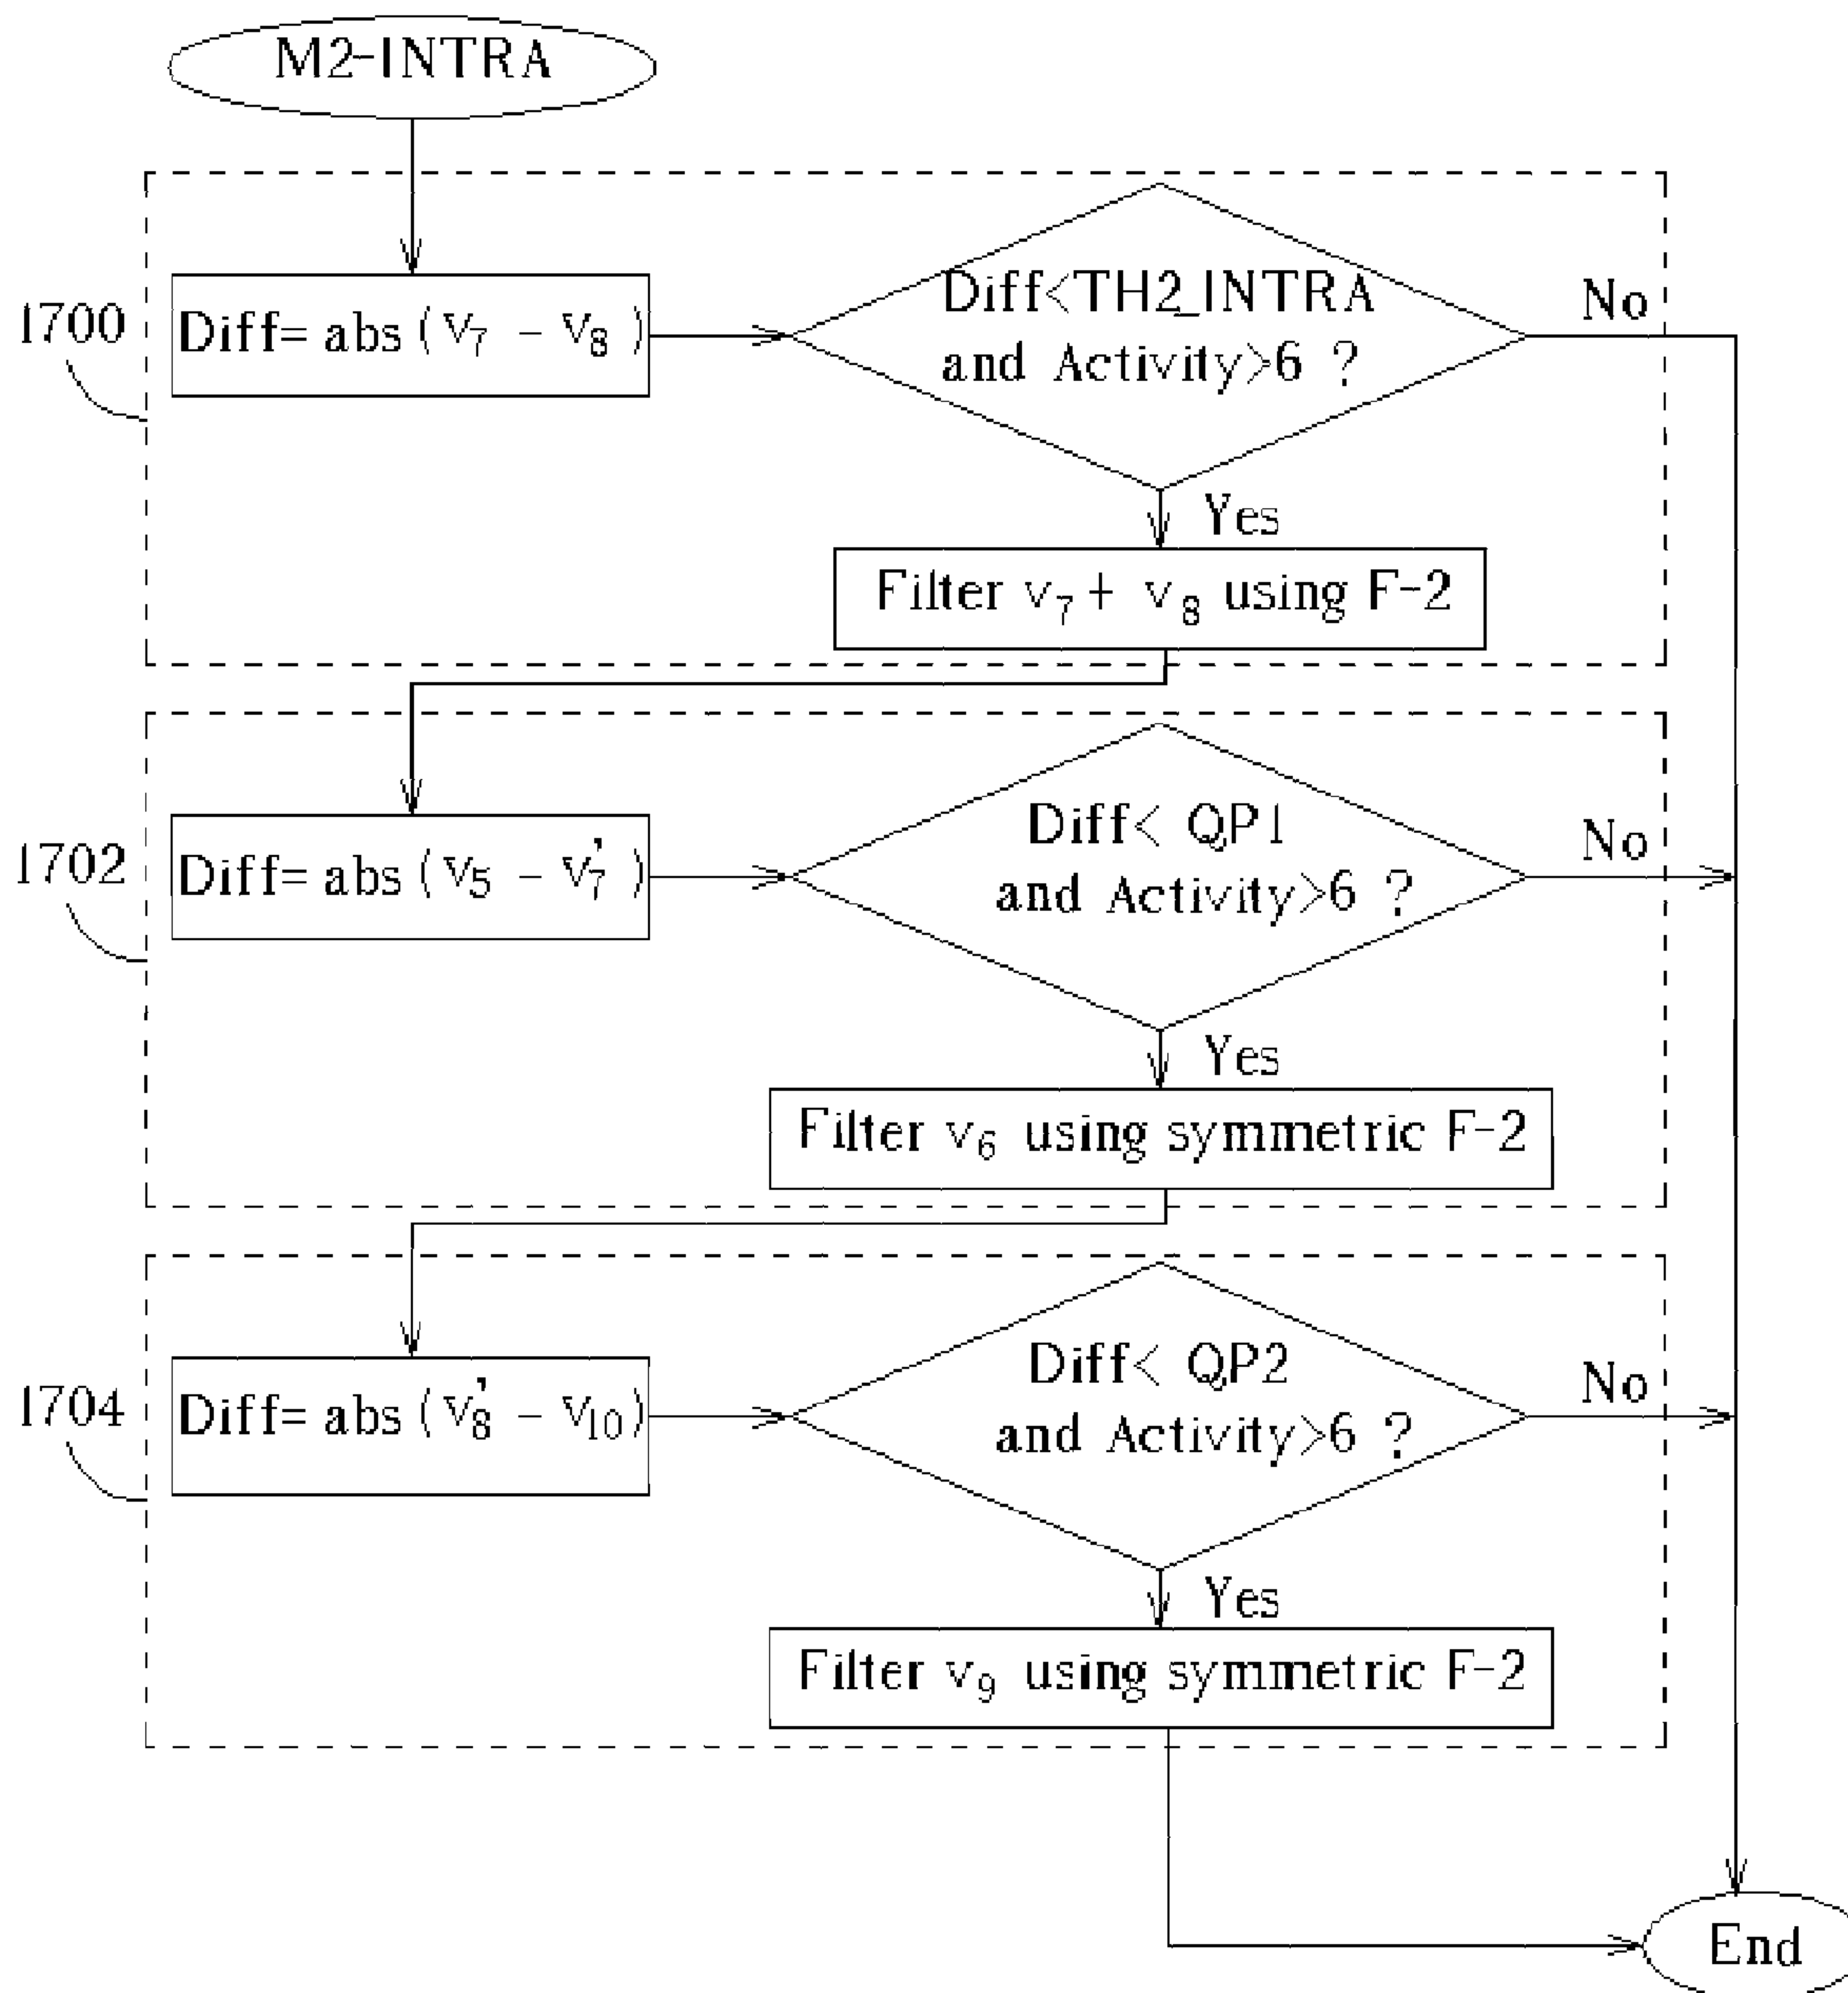 M2-INTRA
1700
Diff= abs ( v₇ - v₈ )
Diff<TH2_INTRA
and Activity>6 ?
No
Yes
Filter v₇ + v₈ using F-2
1702
Diff= abs ( v₅ - v₇' )
Diff< QP1
and Activity>6 ?
No
Yes
Filter v₆ using symmetric F-2
1704
Diff= abs ( v₈' - v₁₀)
Diff< QP2
and Activity>6 ?
No
Yes
Filter v₉ using symmetric F-2
End